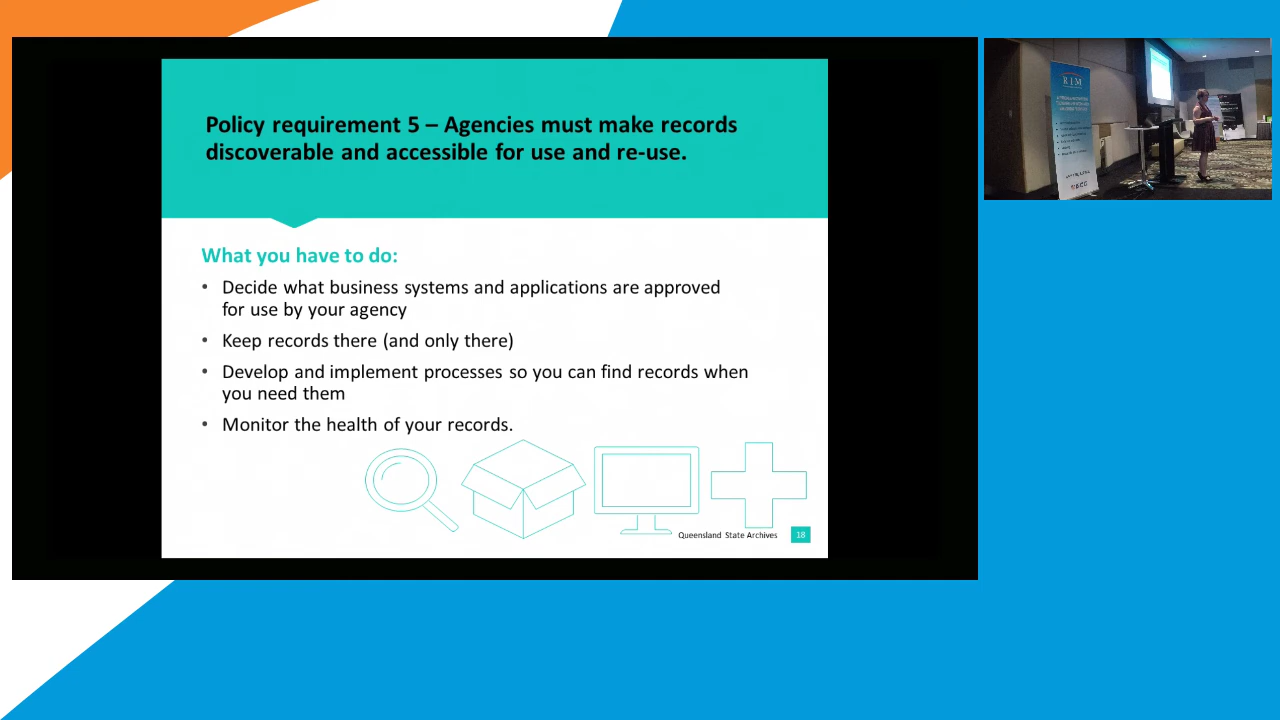 Policy requirement 5 – Agencies must make records
discoverable and accessible for use and re-use.
What you have to do:
• Decide what business systems and applications are approved
for use by your agency
• Keep records there (and only there)
• Develop and implement processes so you can find records when
you need them
• Monitor the health of your records.
Queensland State Archives 18
RIM